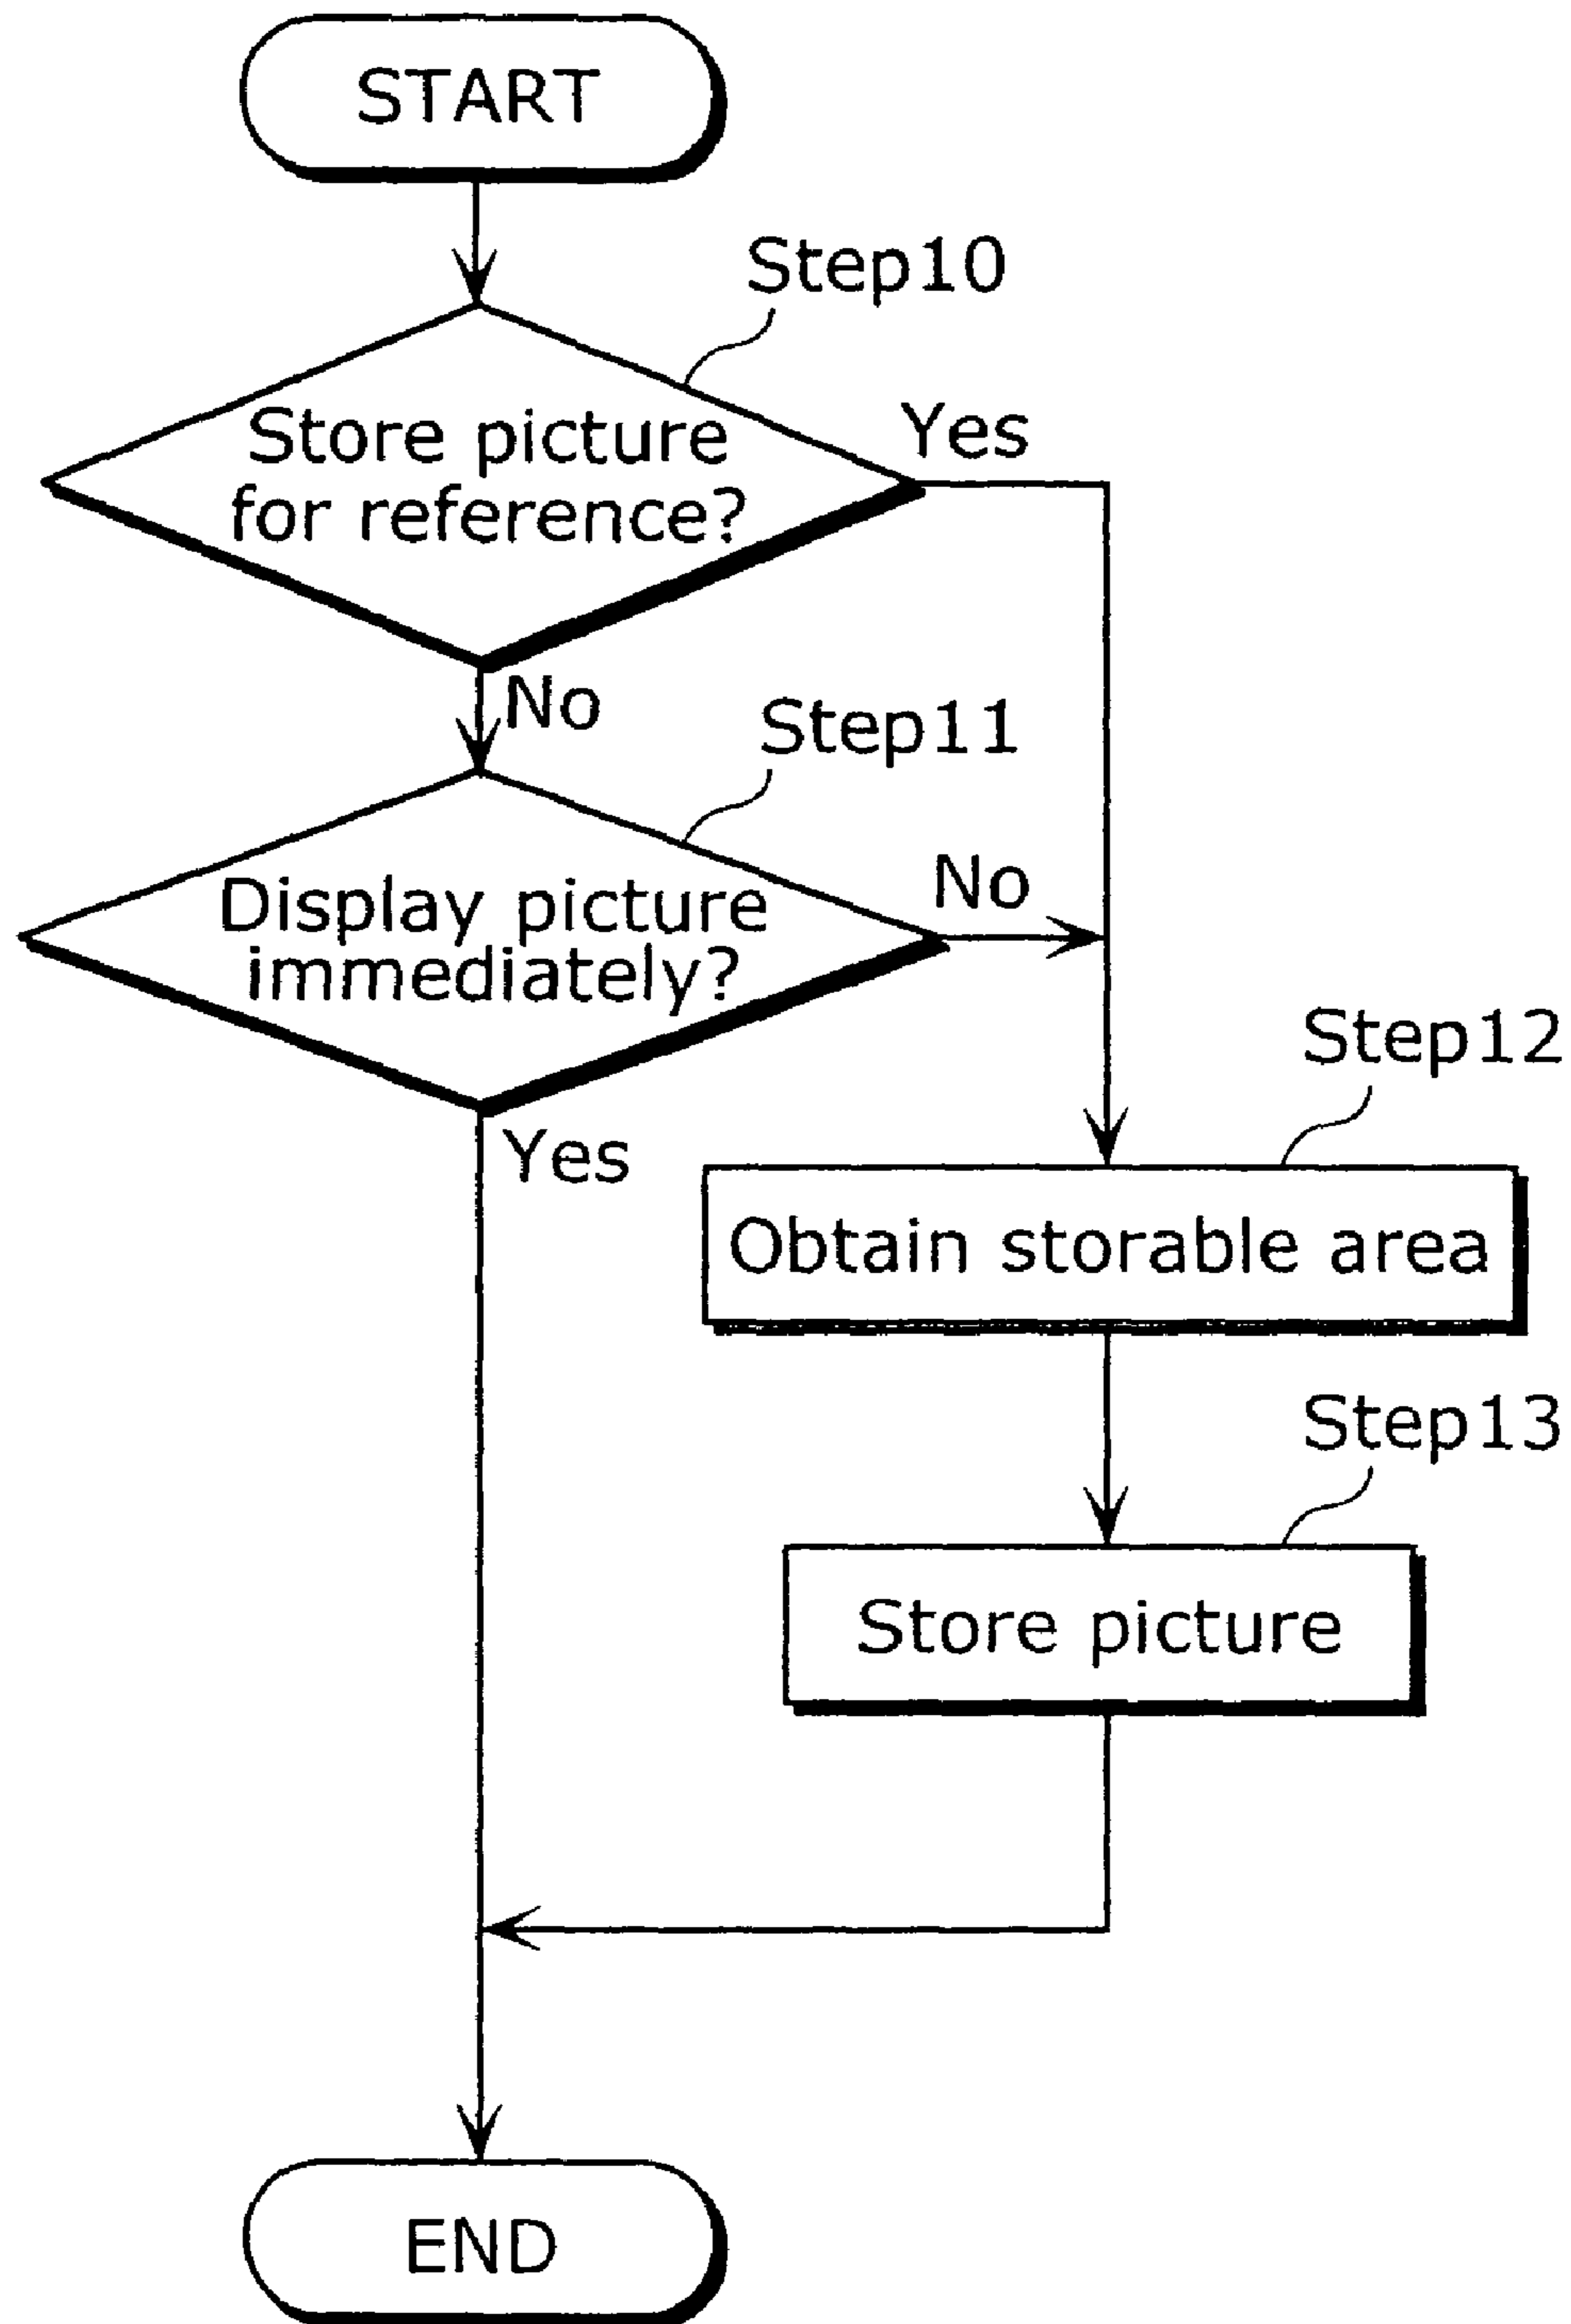 START
Step10
Store picture
for reference?
Yes
No
Step11
Display picture
immediately?
No
Yes
Step12
Obtain storable area
Step13
Store picture
END